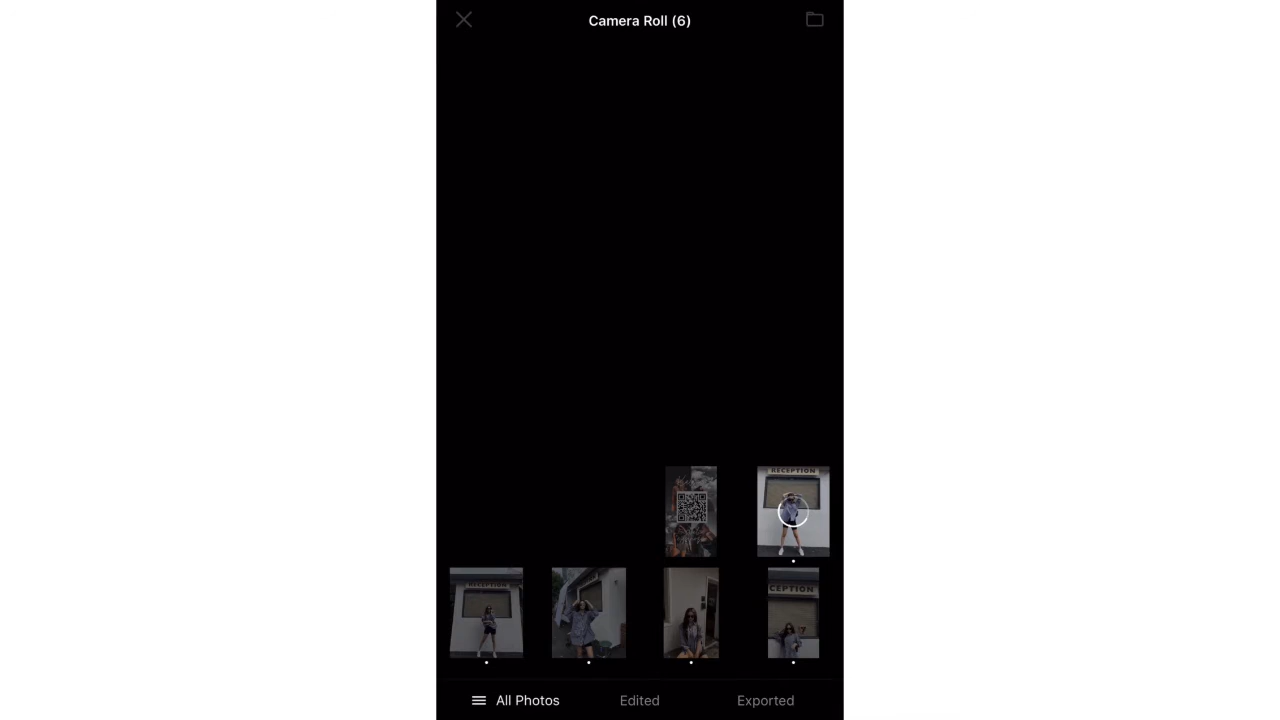 Camera Roll (6)
RECEPTION
RECEPTION
CEPTION
All Photos
Edited
Exported